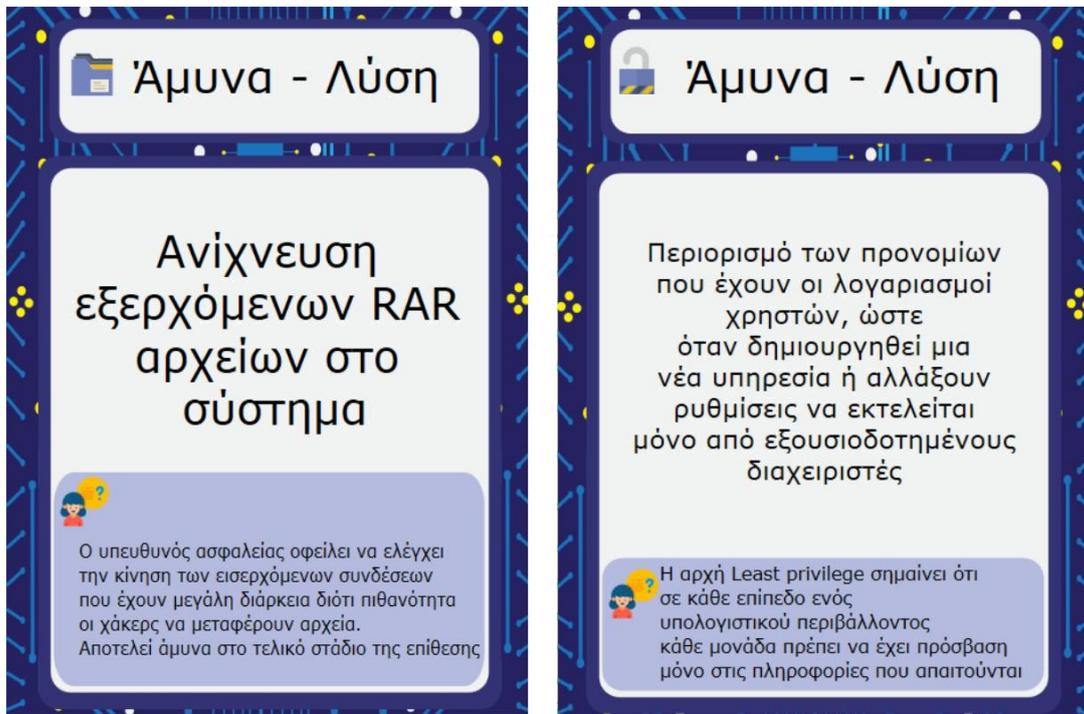 Άμυνα - Λύση
Ανίχνευση
εξερχόμενων RAR
αρχείων στο
σύστημα
Ο υπευθυνός ασφαλείας οφείλει να ελέγχει
την κίνηση των εισερχόμενων συνδέσεων
που έχουν μεγάλη διάρκεια διότι πιθανότητα
οι χάκερς να μεταφέρουν αρχεία.
Αποτελεί άμυνα στο τελικό στάδιο της επίθεσης
Άμυνα - Λύση
Περιορισμό των προνομίων
που έχουν οι λογαριασμοί
χρηστών, ώστε
όταν δημιουργηθεί μια
νέα υπηρεσία ή αλλάξουν
ρυθμίσεις να εκτελείται
μόνο από εξουσιοδοτημένους
διαχειριστές
Η αρχή Least privilege σημαίνει ότι
σε κάθε επίπεδο ενός
υπολογιστικού περιβάλλοντος
κάθε μονάδα πρέπει να έχει πρόσβαση
μόνο στις πληροφορίες που απαιτούνται